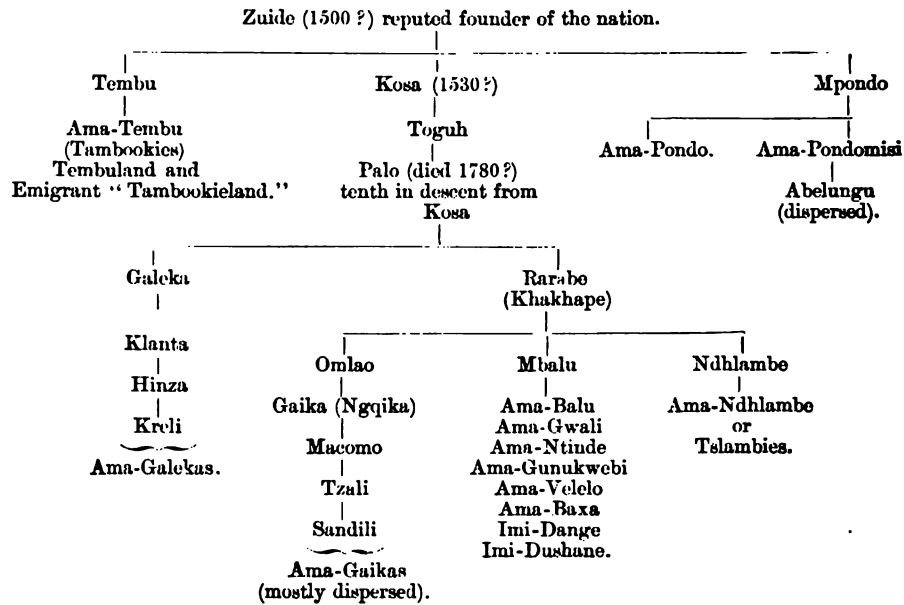 Zuide (1500 ?) reputed founder of the nation.
Tembu
Kosa (1530 ?)
Mpondo
Ama-Tembu
(Tambookies)
Tembuland and
Emigrant “ Tambookieland.”
Toguh
Palo (died 1780 ?)
tenth in descent from
Kosa
Ama-Pondo.
Ama-Pondomisi
Abelungu
(dispersed).
Galeka
Klanta
Hinza
Kreli
Ama-Galekas.
Rarabe
(Khakhape)
Omlao
Gaika (Ngqika)
Macomo
Tzali
Sandili
Ama-Gaikas
(mostly dispersed).
Mbalu
Ama-Balu
Ama-Gwali
Ama-Ntinde
Ama-Gunukwebi
Ama-Velelo
Ama-Baxa
Imi-Dange
Imi-Dushane.
Ndhlambe
Ama-Ndhlambe
or
Tslambies.